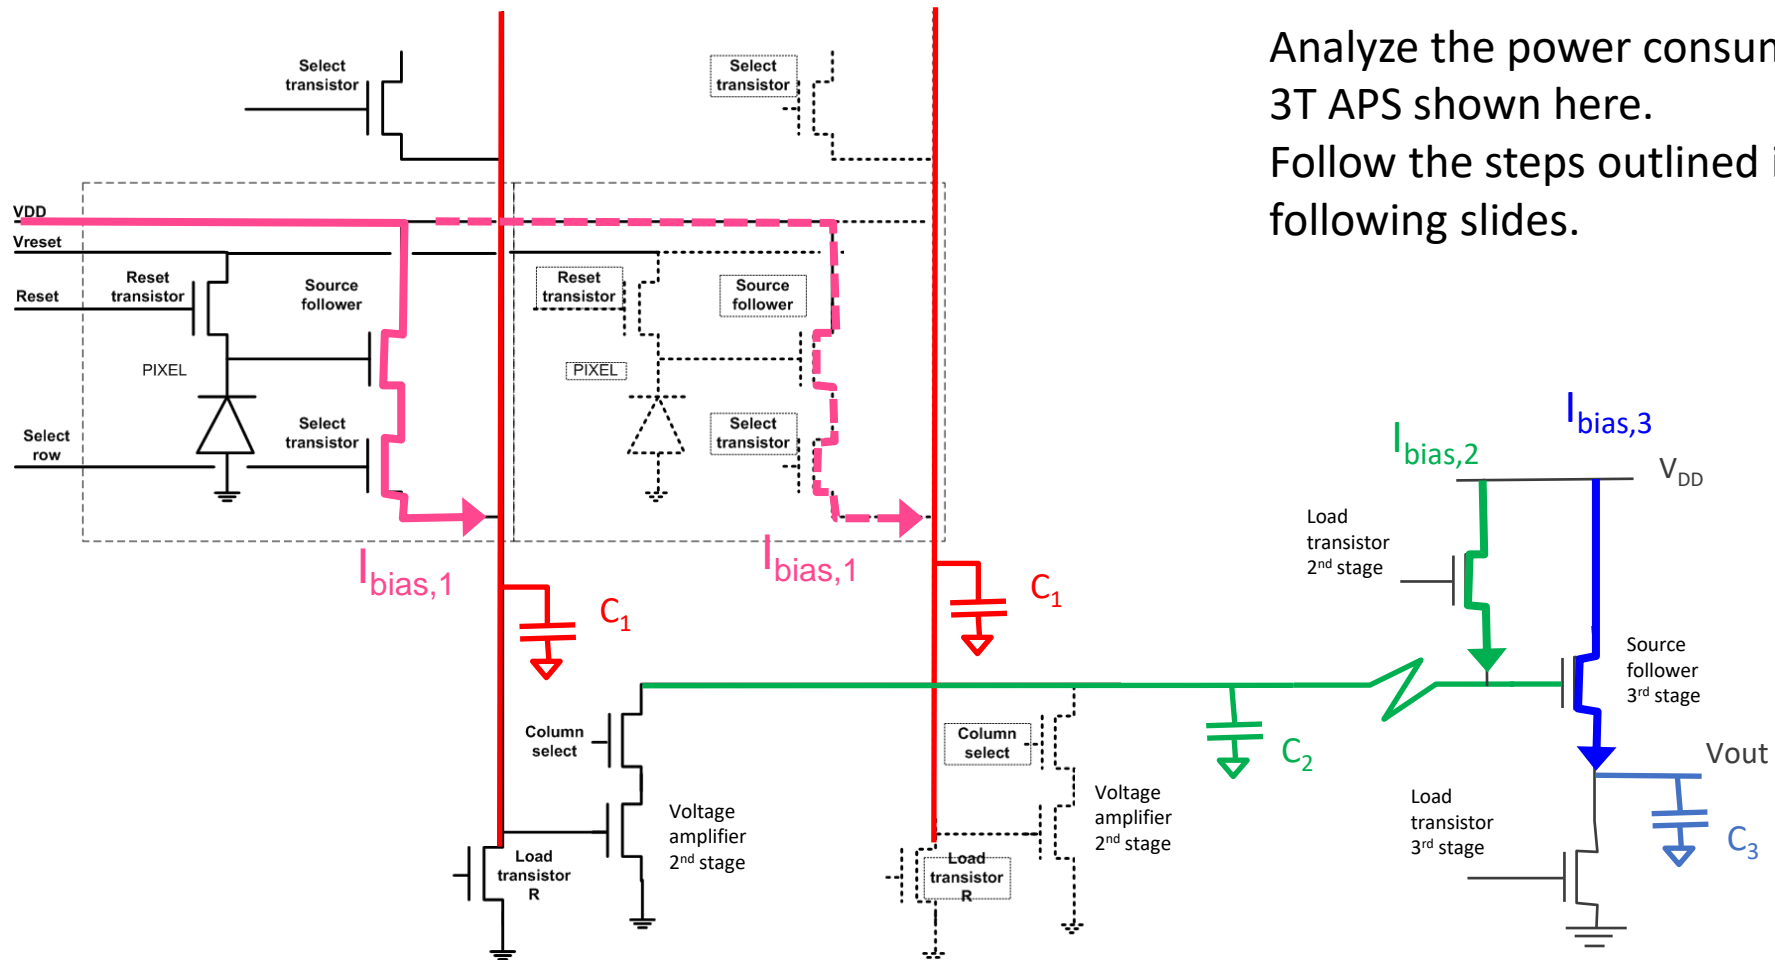 Analyze the power consum
3T APS shown here.
Follow the steps outlined i
following slides.
Select
transistor
Select
transistor
VDD
Vreset
Reset
transistor
Source
follower
Reset
transistor
Source
follower
Reset
PIXEL
PIXEL
Select
row
Select
transistor
Select
transistor
Ibias,1
Ibias,1
Ibias,2
Ibias,3
VDD
Load
transistor
2nd stage
C1
C1
Source
follower
3rd stage
Column
select
Column
select
C2
Vout
Voltage
amplifier
2nd stage
Voltage
amplifier
2nd stage
Load
transistor
3rd stage
C3
Load
transistor
R
Load
transistor
R